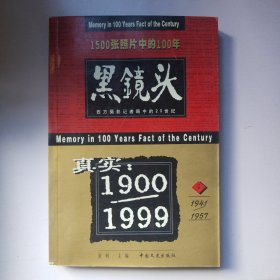 Memory in 100 Years Fact of the Century
1500张照片中的100年
黑鏡头
西方摄影记者眼中的20世纪
Memory in 100 Years Fact of the Century
真实:
1900
1999
1941
1957
主编 中国文史出版社